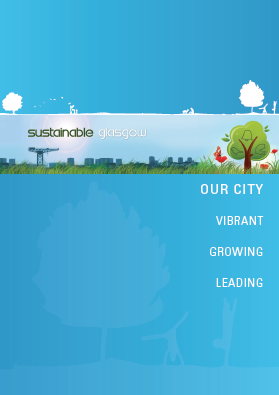 sustainable glasgow
OUR CITY
VIBRANT
GROWING
LEADING